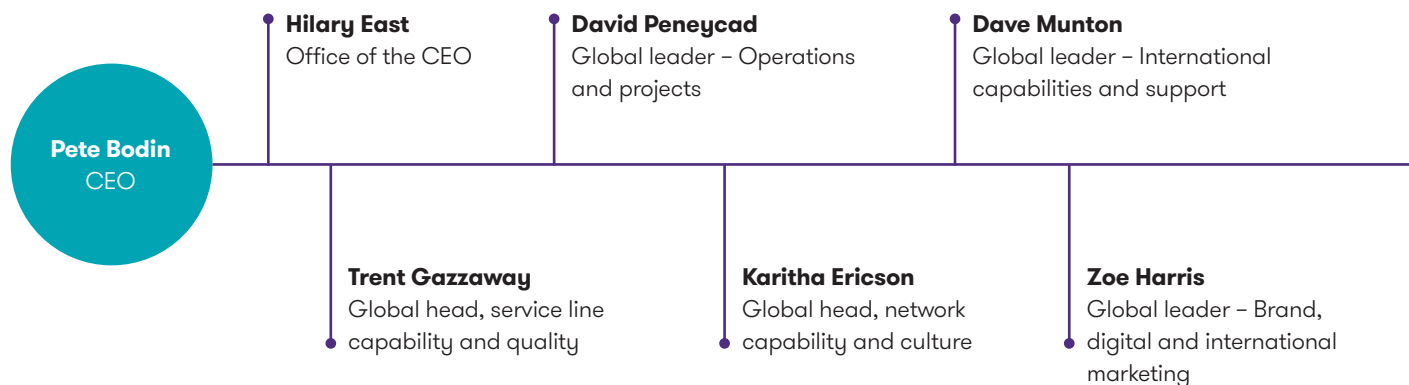 Pete Bodin
CEO
Hilary East
Office of the CEO
David Peneycad
Global leader – Operations
and projects
Dave Munton
Global leader – International
capabilities and support
Trent Gazzaway
Global head, service line
capability and quality
Karitha Ericson
Global head, network
capability and culture
Zoe Harris
Global leader – Brand,
digital and international
marketing